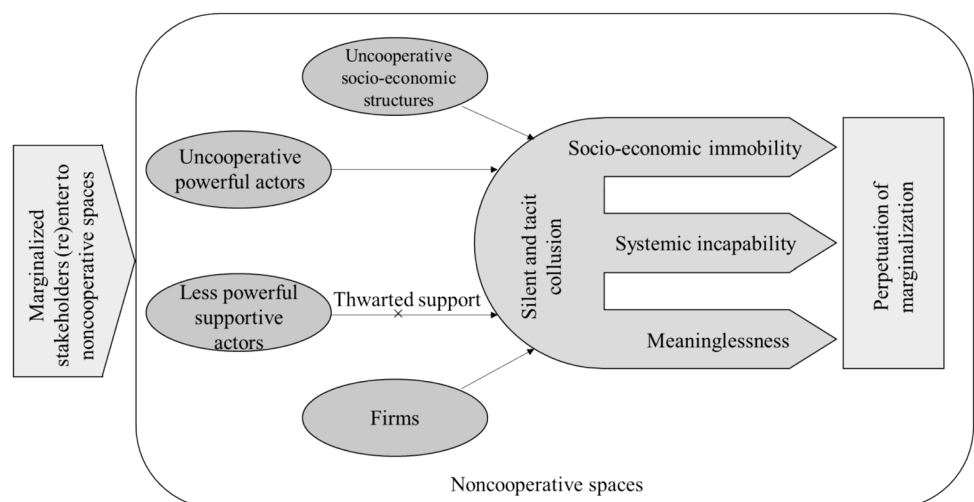 Marginalized
stakeholders (re)enter to
noncooperative spaces
Uncooperative
socio-economic
structures
Uncooperative
powerful actors
Less powerful
supportive
actors
Thwarted support
Firms
Silent and tacit
collusion
Socio-economic immobility
Systemic incapability
Meaninglessness
Perpetuation of
marginalization
Noncooperative spaces